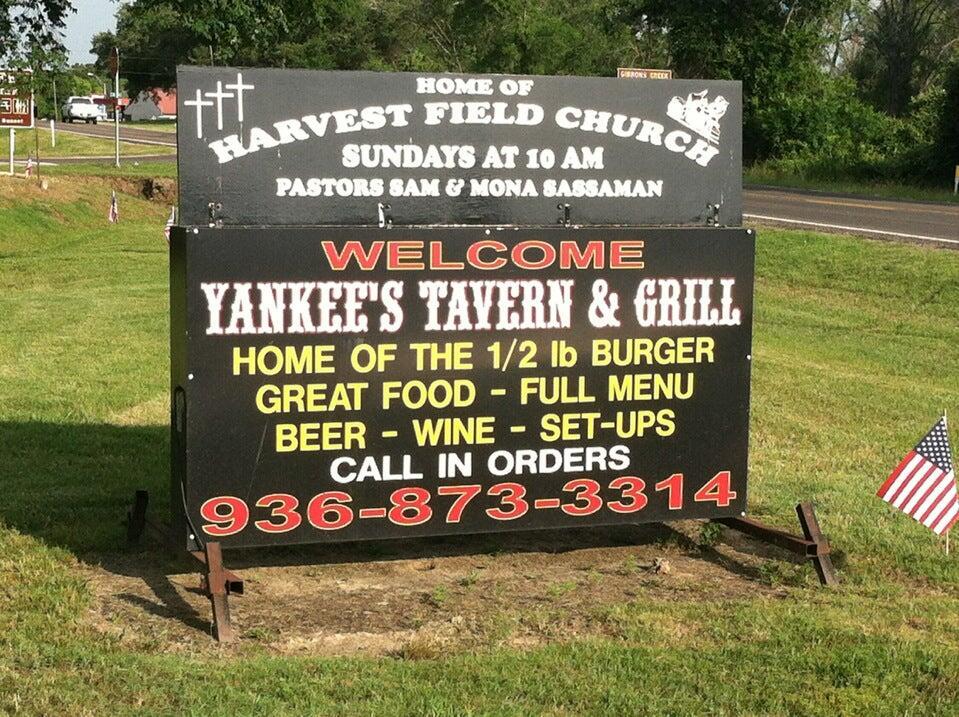 GIBBONS CREEK
HOME OF
HARVEST FIELD CHURCH
SUNDAYS AT 10 AM
PASTORS SAM & MONA SASSAMAN
WELCOME
YANKEE'S TAVERN & GRILL
HOME OF THE 1/2 lb BURGER
GREAT FOOD - FULL MENU
BEER - WINE - SET-UPS
CALL IN ORDERS
936-873-3314